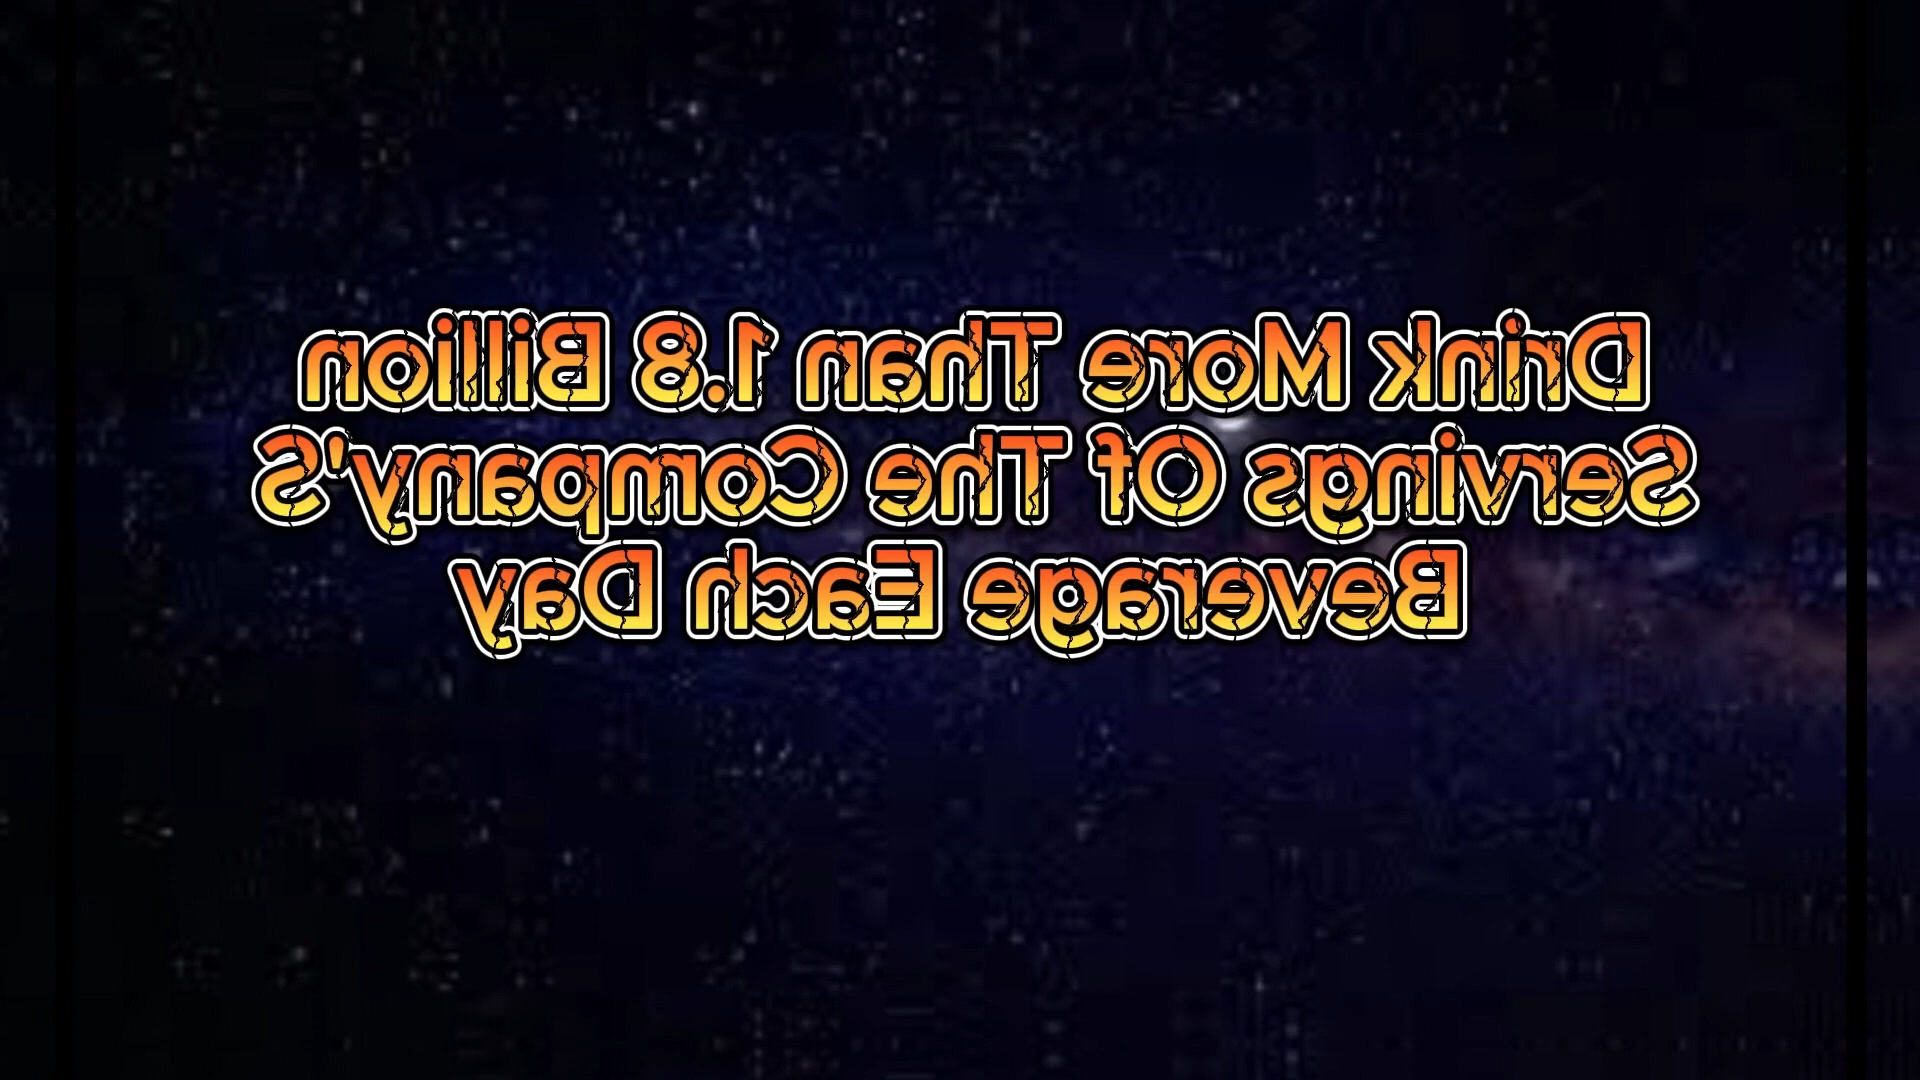 Drink More Than 1.8 Billion
Servings Of The Company'S
Beverage Each Day